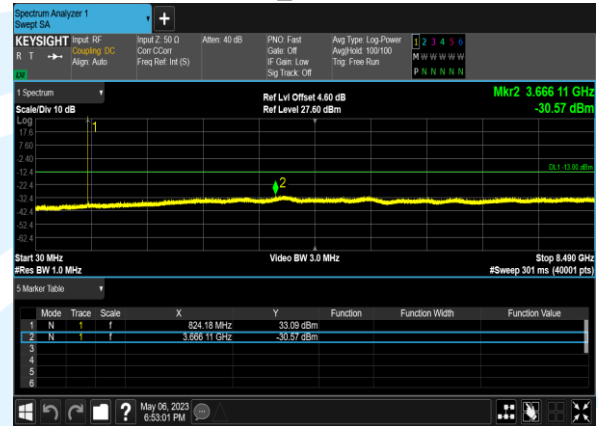 Spectrum Analyzer 1
Swept SA
+
KEYSIGHT Input: RF Input Z: 50 Ω Atten: 40 dB PNO: Fast Avg Type: Log-Power 1 2 3 4 5 6
R T Coupling: DC Corr CCorr Gate: Off Avg|Hold: 100/100 M W W W W W
Align: Auto Freq Ref: Int (S) IF Gain: Low Trig: Free Run
Sig Track: Off P N N N N N
1 Spectrum Ref Lvl Offset 4.60 dB Mkr2 3.666 11 GHz
Scale/Div 10 dB Ref Level 27.60 dBm -30.57 dBm
Log
17.6
1
7.60
-2.40
-12.4 DL1 -13.00 dBm
-22.4 2
-32.4
-42.4
-52.4
-62.4
Start 30 MHz Video BW 3.0 MHz Stop 8.490 GHz
#Res BW 1.0 MHz #Sweep 301 ms (40001 pts)
5 Marker Table
Mode Trace Scale X Y Function Function Width Function Value
1 N 1 f 824.18 MHz 33.09 dBm
2 N 1 f 3.666 11 GHz -30.57 dBm
3
4
5
6
? May 06, 2023
6:53:01 PM